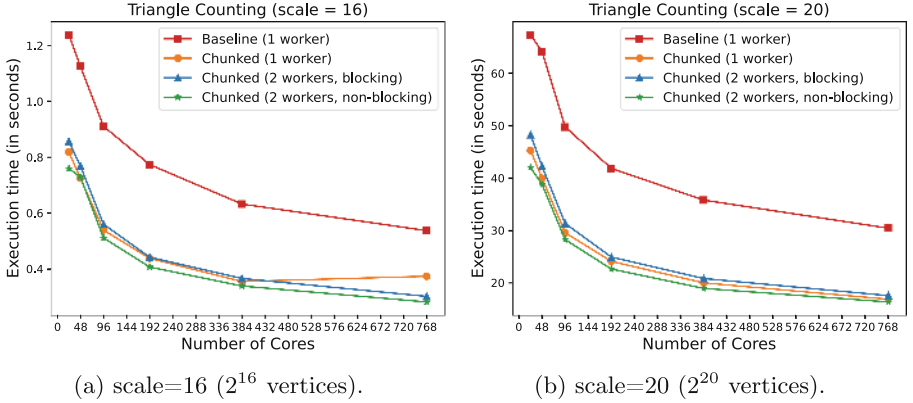 Triangle Counting (scale = 16)
Execution time (in seconds)
1.2
1.0
0.8
0.6
0.4
Baseline (1 worker)
Chunked (1 worker)
Chunked (2 workers, blocking)
Chunked (2 workers, non-blocking)
0 48 96 144 192 240 288 336 384 432 480 528 576 624 672 720 768
Number of Cores
(a) scale=16 (2^16 vertices).
Triangle Counting (scale = 20)
Execution time (in seconds)
60
50
40
30
20
Baseline (1 worker)
Chunked (1 worker)
Chunked (2 workers, blocking)
Chunked (2 workers, non-blocking)
0 48 96 144 192 240 288 336 384 432 480 528 576 624 672 720 768
Number of Cores
(b) scale=20 (2^20 vertices).